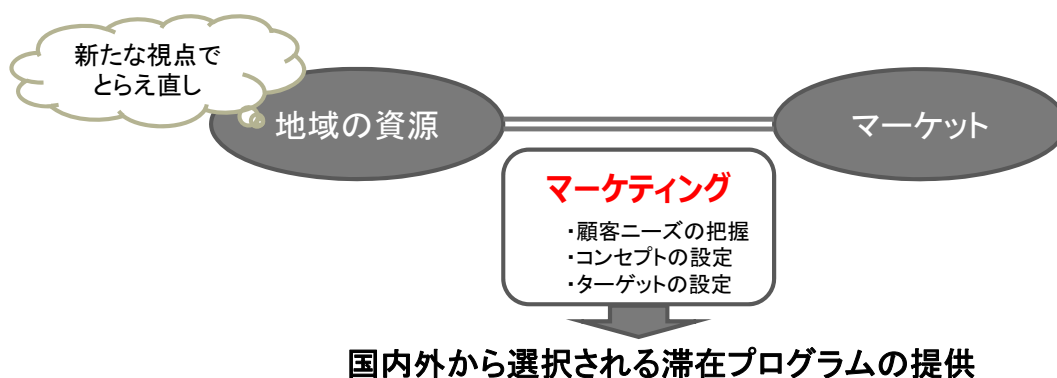 新たな視点で
とらえ直し
地域の資源
マーケット
マーケティング
・顧客ニーズの把握
・コンセプトの設定
・ターゲットの設定
国内外から選択される滞在プログラムの提供